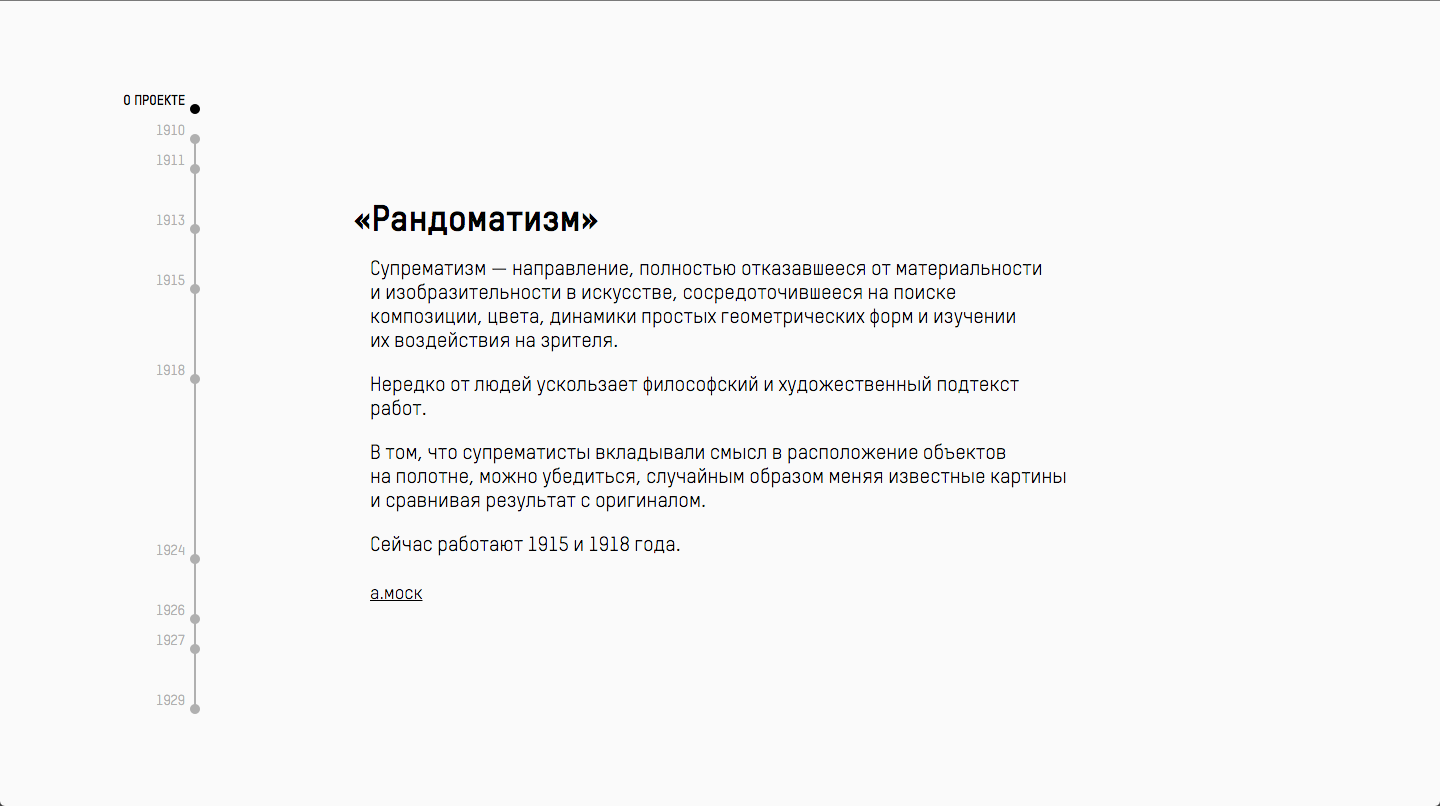 О ПРОЕКТЕ
1910
1911
1913
1915
1918
1924
1926
1927
1929
«Рандоматизм»
Супрематизм — направление, полностью отказавшееся от материальности
и изобразительности в искусстве, сосредоточившееся на поиске
композиции, цвета, динамики простых геометрических форм и изучении
их воздействия на зрителя.
Нередко от людей ускользает философский и художественный подтекст
работ.
В том, что супрематисты вкладывали смысл в расположение объектов
на полотне, можно убедиться, случайным образом меняя известные картины
и сравнивая результат с оригиналом.
Сейчас работают 1915 и 1918 года.
а.моск